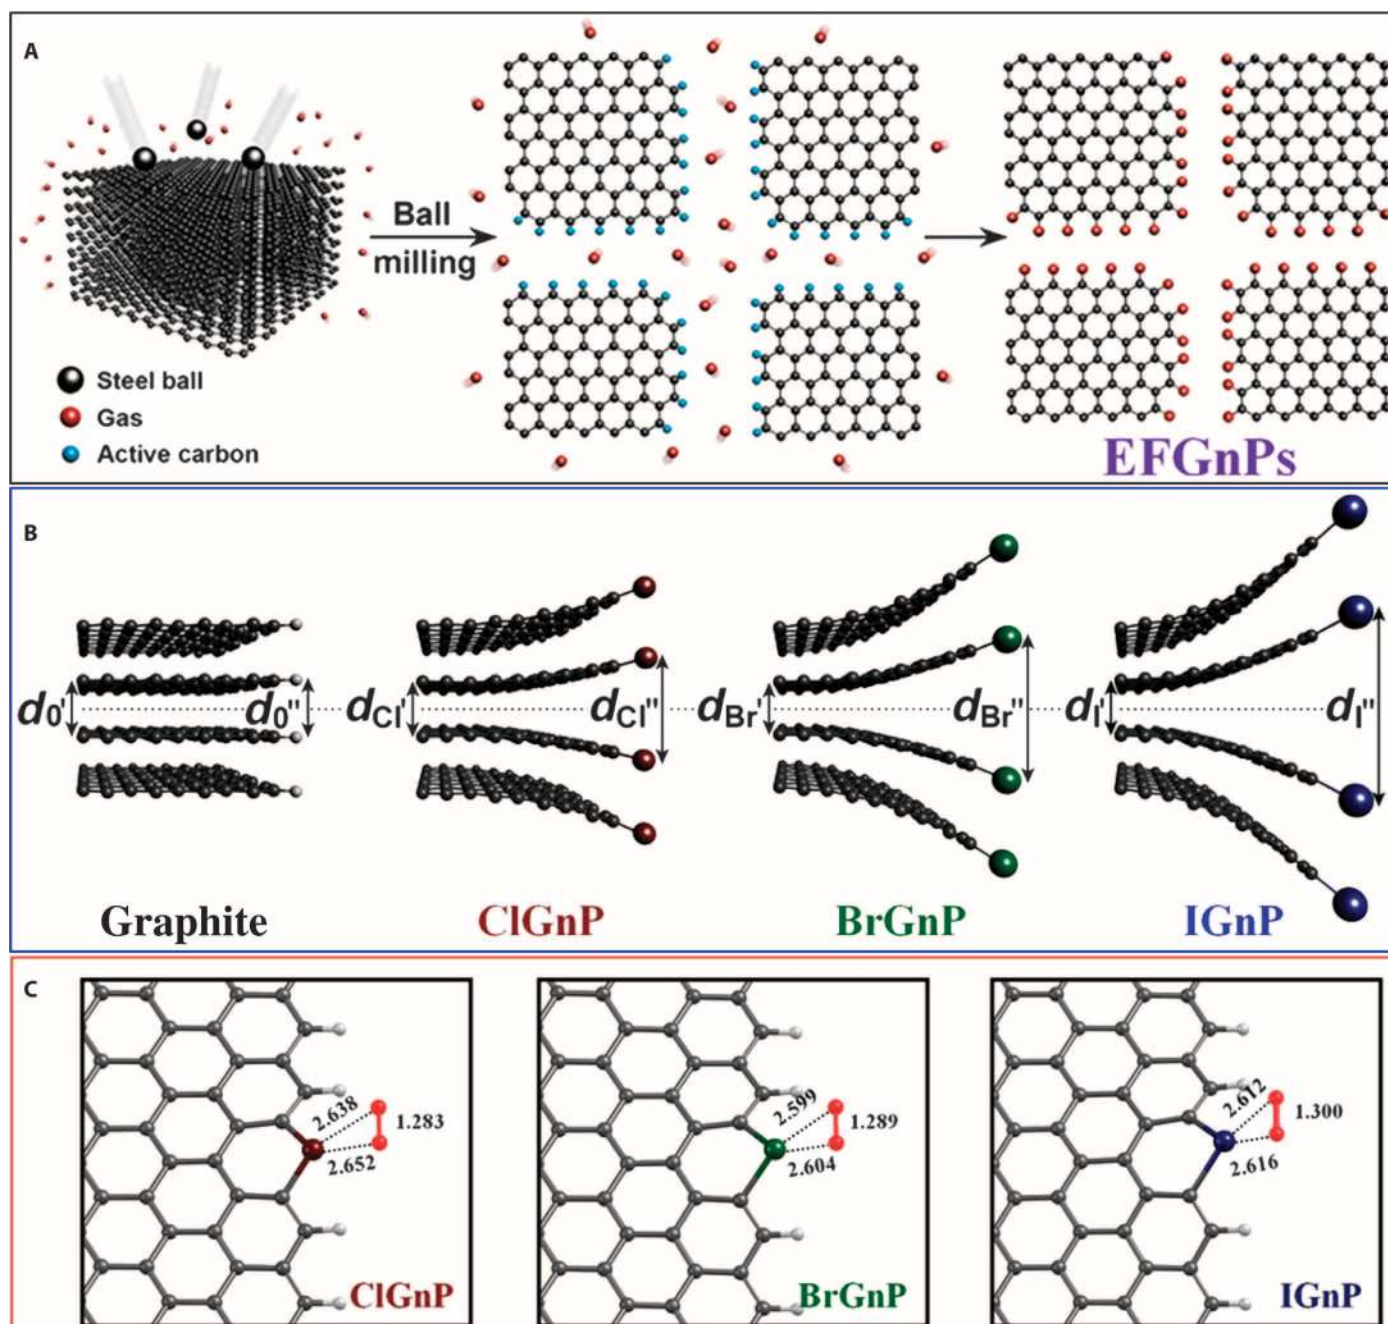 A
Ball
milling
Steel ball
Gas
Active carbon
EFGnPs
B
d0' d0" dCl' dCl" dBr' dBr" dI' dI"
Graphite ClGnP BrGnP IGnP
C
2.638 1.283 2.652
2.599 1.289 2.604
2.612 1.300 2.616
ClGnP BrGnP IGnP